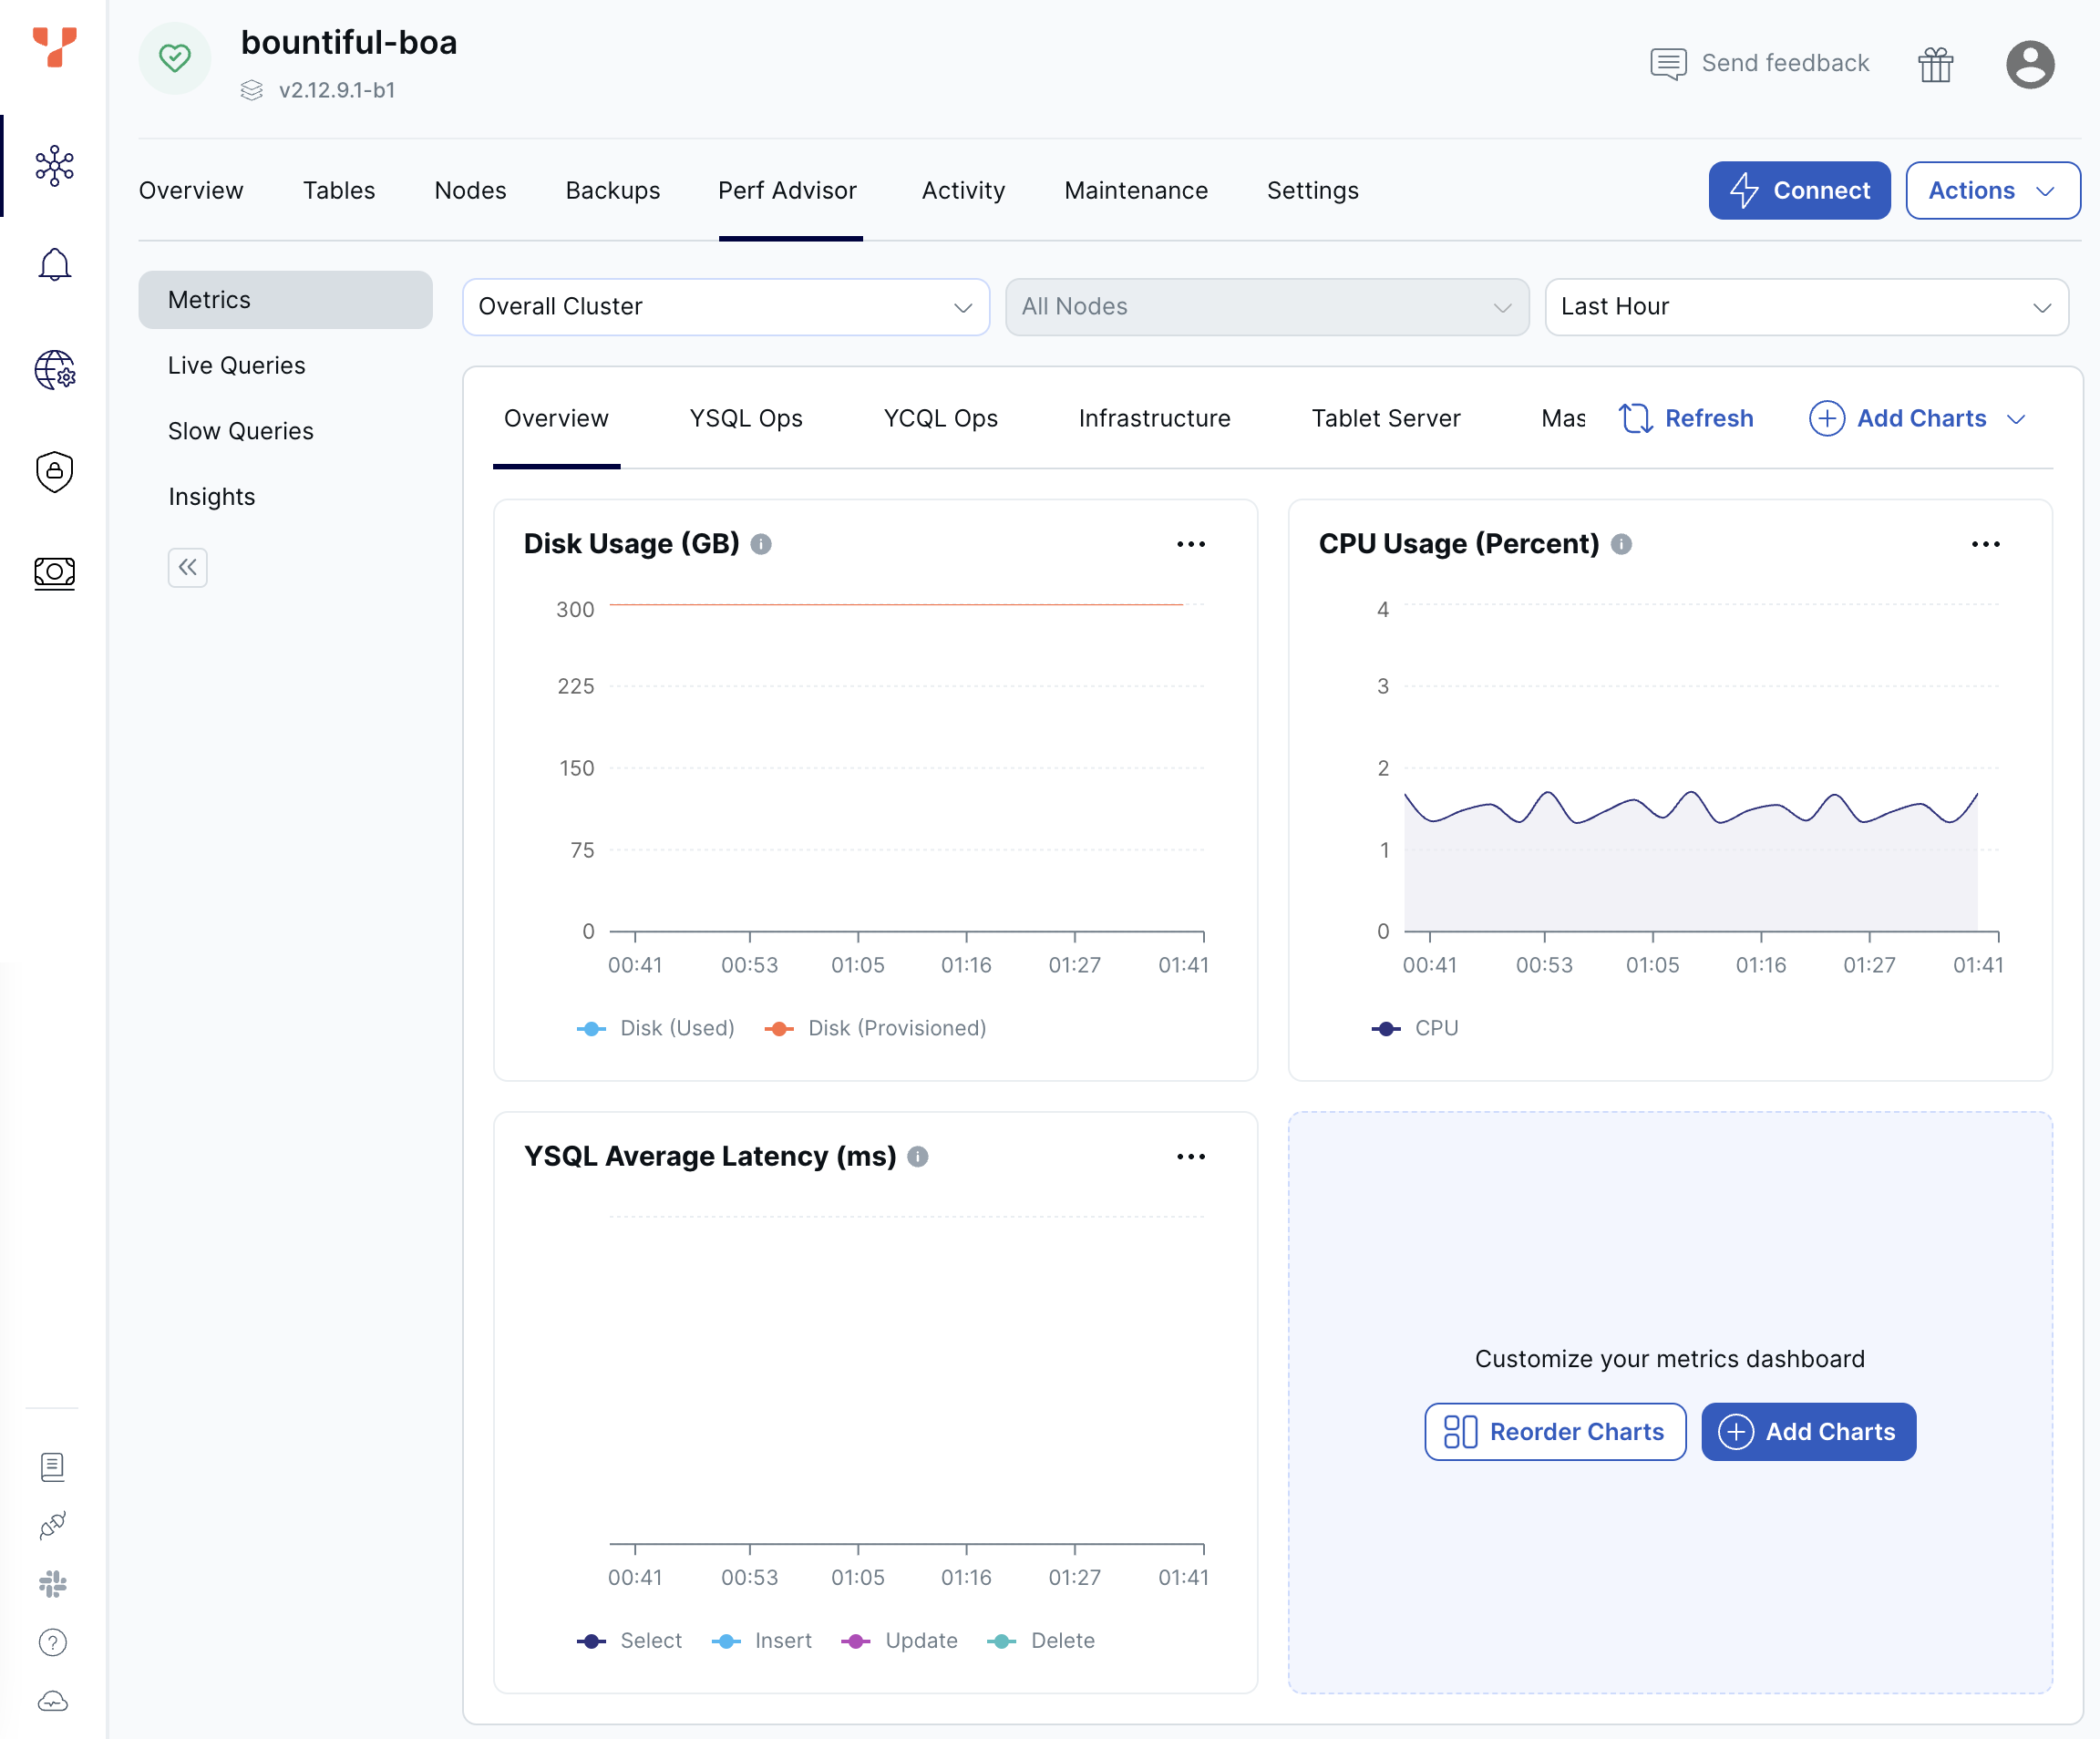 bountiful-boa
v2.12.9.1-b1
Send feedback
Overview Tables Nodes Backups Perf Advisor Activity Maintenance Settings Connect Actions
Metrics
Live Queries
Slow Queries
Insights
Overall Cluster All Nodes Last Hour
Overview YSQL Ops YCQL Ops Infrastructure Tablet Server Mas Refresh Add Charts
Disk Usage (GB)
300
225
150
75
0
00:41 00:53 01:05 01:16 01:27 01:41
Disk (Used) Disk (Provisioned)
CPU Usage (Percent)
4
3
2
1
0
00:41 00:53 01:05 01:16 01:27 01:41
CPU
YSQL Average Latency (ms)
00:41 00:53 01:05 01:16 01:27 01:41
Select Insert Update Delete
Customize your metrics dashboard
Reorder Charts Add Charts